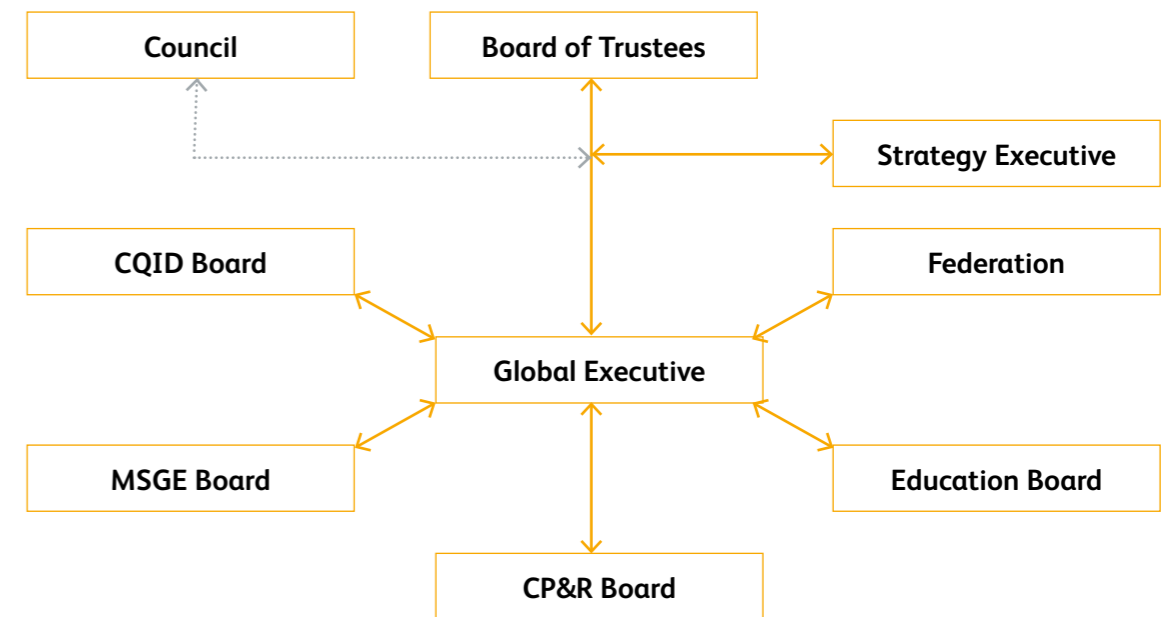 Council
Board of Trustees
Strategy Executive
CQID Board
Federation
Global Executive
MSGE Board
Education Board
CP&R Board